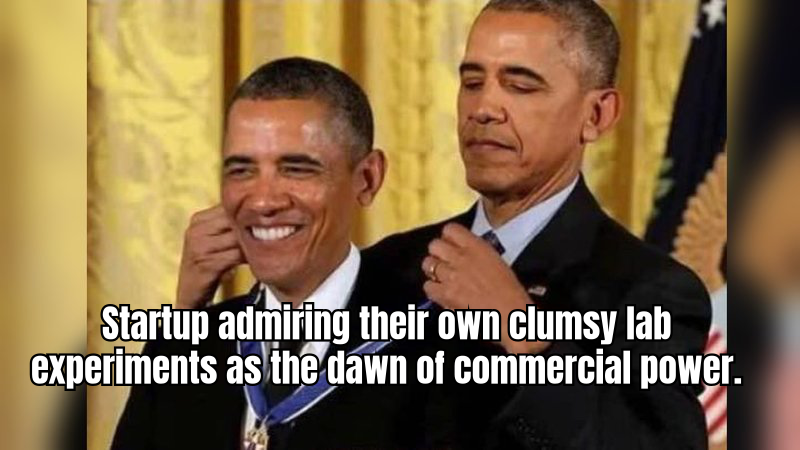 Startup admiring their own clumsy lab
experiments as the dawn of commercial power.